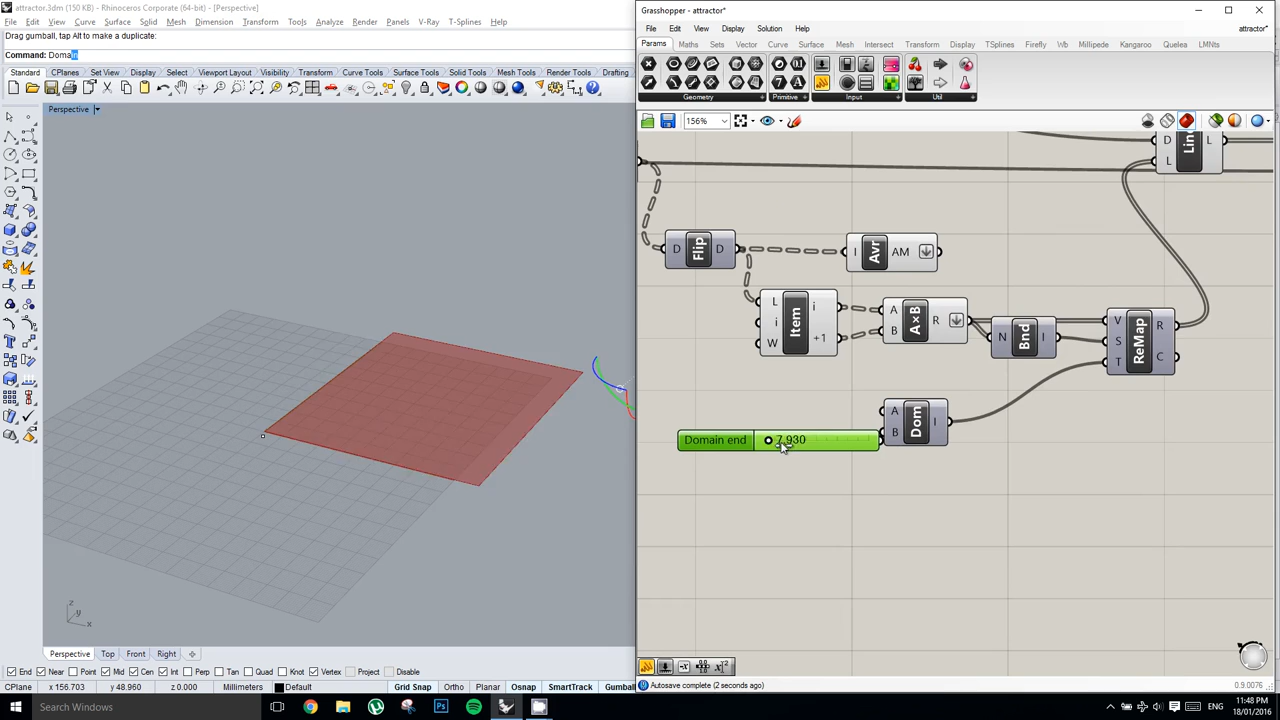 attractor.3dm (150 KB) - Rhinoceros Corporate (64-bit) - [Perspective]
File Edit View Curve Surface Solid Mesh Dimension Transform Tools Analyze Render Panels V-Ray T-Splines
Drag gumball, tap Alt to make a duplicate:
Command: Domain
Standard CPlanes Set View Display Select Viewport Layout Visibility Transform Curve Tools Surface Tools Solid Tools Mesh Tools Render Tools Drafting
Perspective
z
y
x
Perspective Top Front Right
End Near Point Mid Cen Int Perp Tan Quad Knot Vertex Project Disable
CPlane x 156.703 y 48.960 z 0.000 Millimeters Default Grid Snap Ortho Planar Osnap SmartTrack Gumball
Grasshopper - attractor*
File Edit View Display Solution Help attractor*
Params Maths Sets Vector Curve Surface Mesh Intersect Transform Display TSplines Firefly Wb Millipede Kangaroo Quelea LMNts
Geometry Primitive Input Util
156%
D Lin L
L
Flip
D D
I Avr AM
L i
Item
i
W +1
A A×B R
B
N Bnd I
V ReMap R
S
T C
A Dom I
B
Domain end 7.930
Autosave complete (2 seconds ago) 0.9.0076
Search Windows
ENG 11:48 PM
18/01/2016